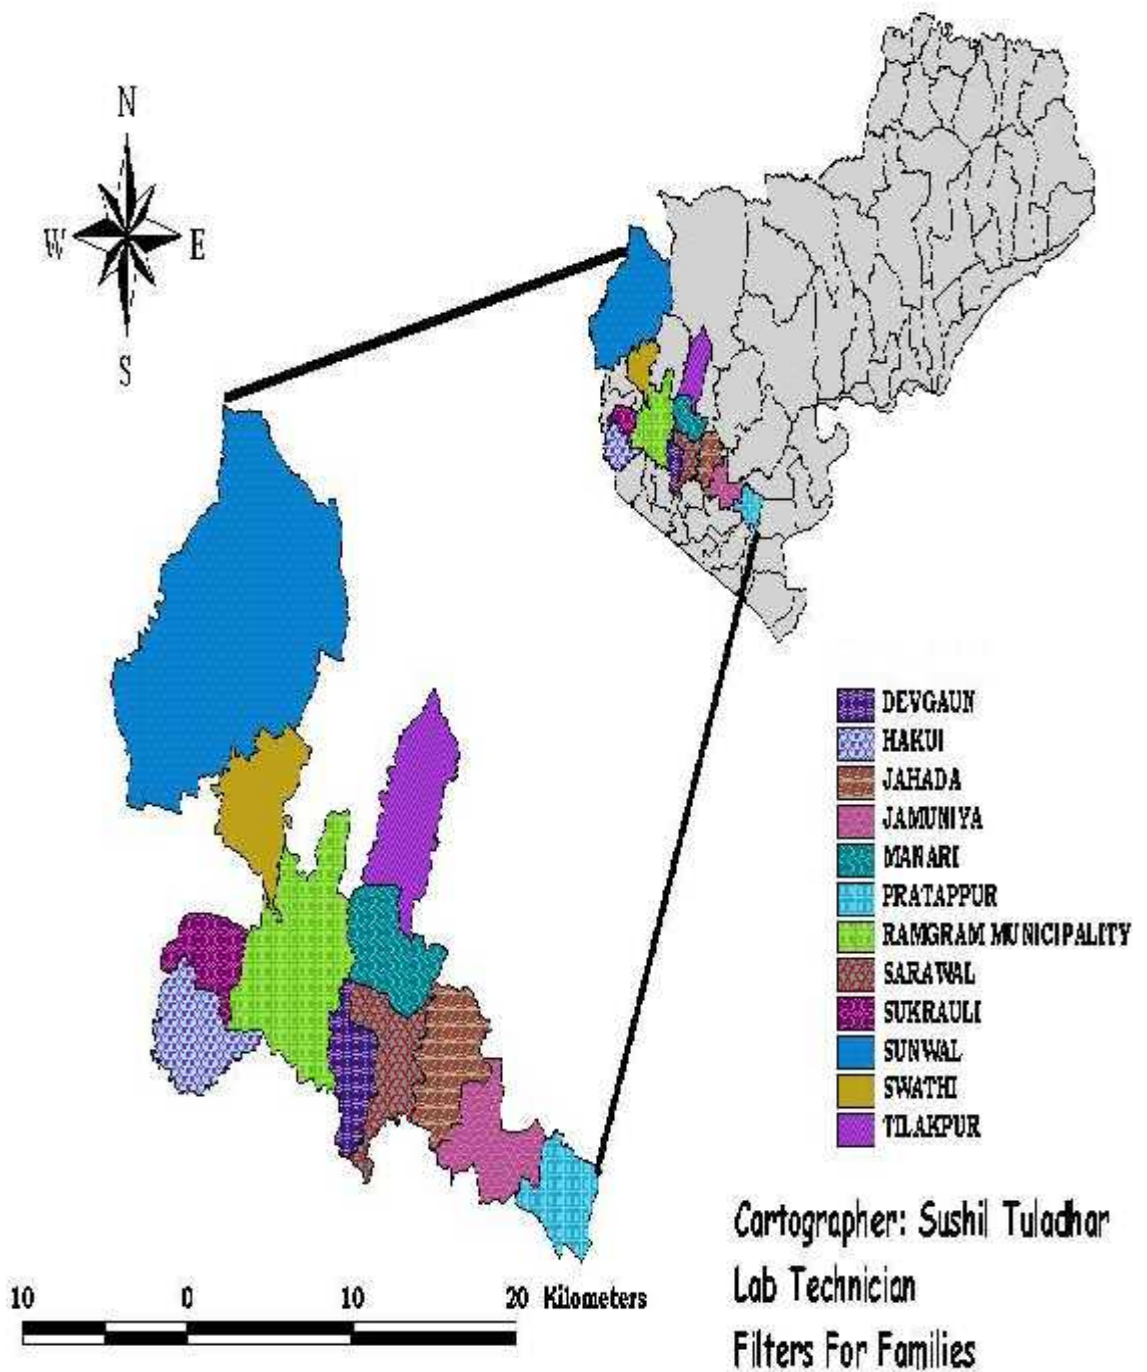 N
W E
S
DEVGAUN
HAKUI
JAHADA
JAMUNIYA
MANARI
PRATAPPUR
RAMGRAM MUNICIPALITY
SARAWAL
SUKRAULI
SUNWAL
SWATHI
TILAKPUR
Cartographer: Sushil Tuladhar
Lab Technician
Filters For Families
10 0 10 20 Kilometers